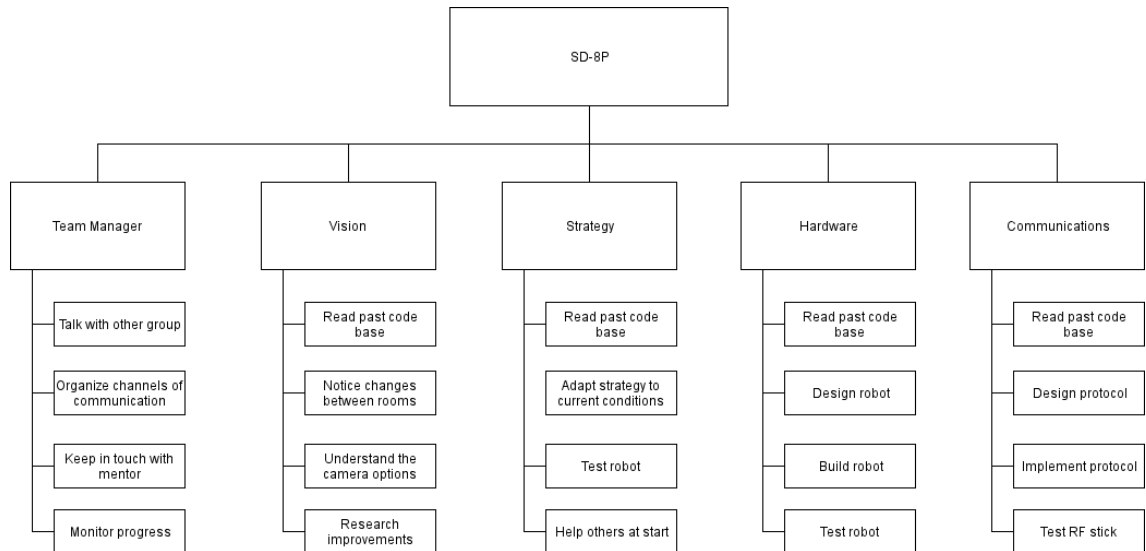 SD-8P
Team Manager
Vision
Strategy
Hardware
Communications
Talk with other group
Read past code
base
Read past code
base
Read past code
base
Read past code
base
Organize channels of
communication
Notice changes
between rooms
Adapt strategy to
current conditions
Design robot
Design protocol
Keep in touch with
mentor
Understand the
camera options
Test robot
Build robot
Implement protocol
Monitor progress
Research
improvements
Help others at start
Test robot
Test RF stick